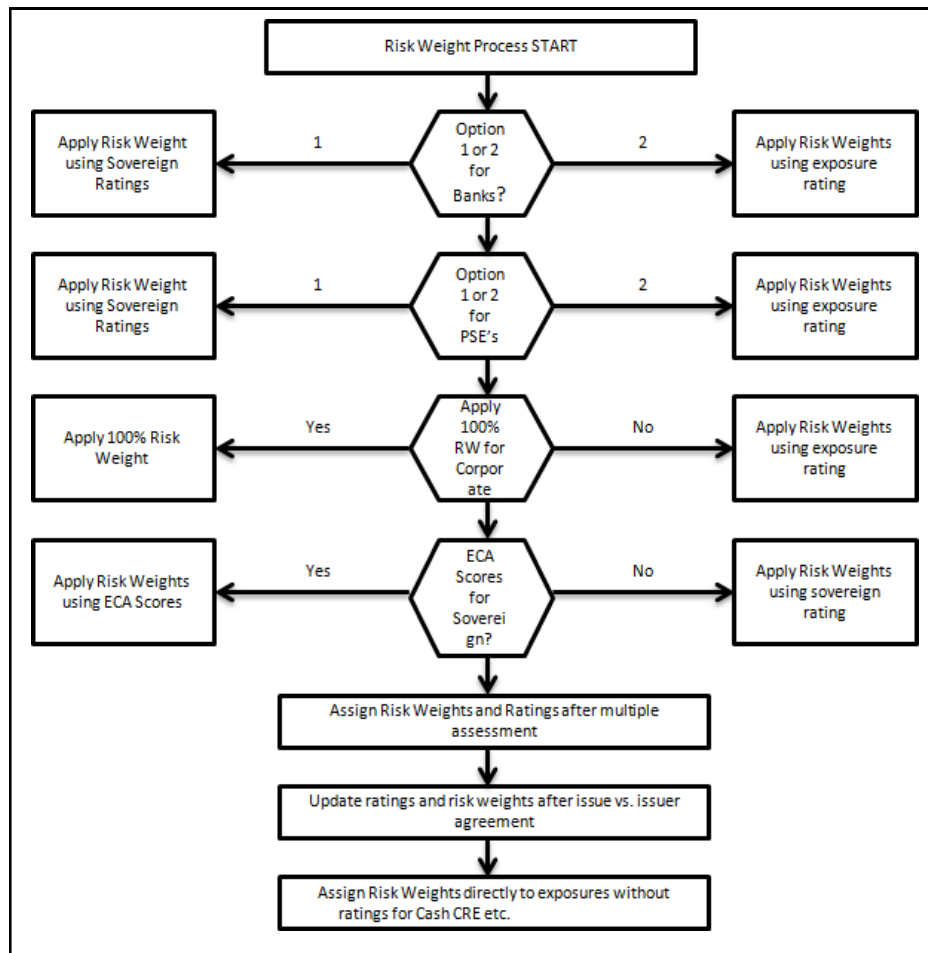 Risk Weight Process START
Apply Risk Weight
using Sovereign
Ratings
1
Option
1 or 2
for
Banks?
2
Apply Risk Weights
using exposure
rating
Apply Risk Weight
using Sovereign
Ratings
1
Option
1 or 2
for
PSE's
2
Apply Risk Weights
using exposure
rating
Apply 100% Risk
Weight
Yes
Apply
100%
RW for
Corpor
ate
No
Apply Risk Weights
using exposure
rating
Apply Risk Weights
using ECA Scores
Yes
ECA
Scores
for
Soverei
gn?
No
Apply Risk Weights
using sovereign
rating
Assign Risk Weights and Ratings after multiple
assessment
Update ratings and risk weights after issue vs. issuer
agreement
Assign Risk Weights directly to exposures without
ratings for Cash CRE etc.